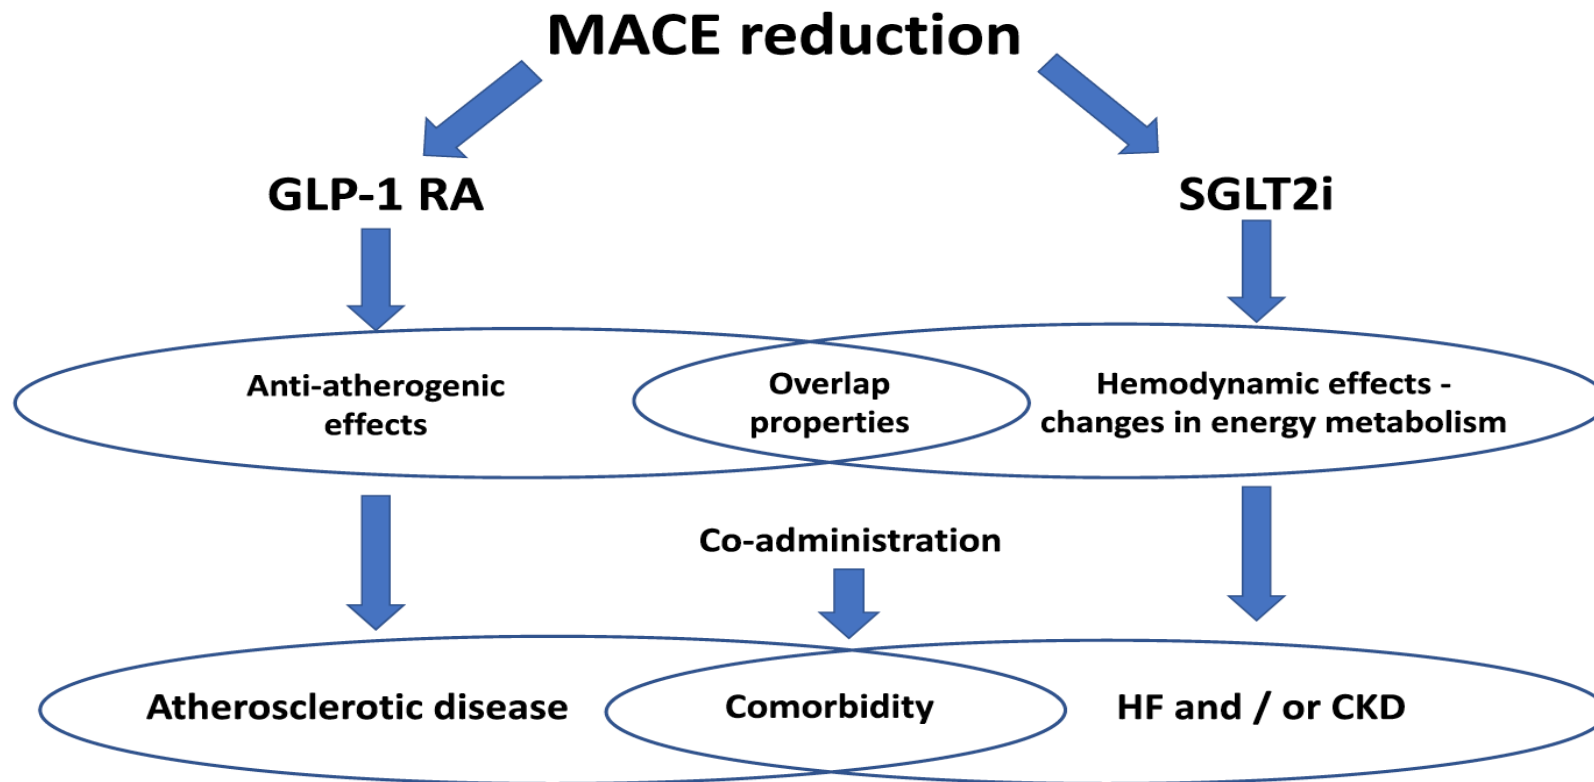 MACE reduction
GLP-1 RA
SGLT2i
Anti-atherogenic
effects
Overlap
properties
Hemodynamic effects -
changes in energy metabolism
Co-administration
Atherosclerotic disease
Comorbidity
HF and / or CKD